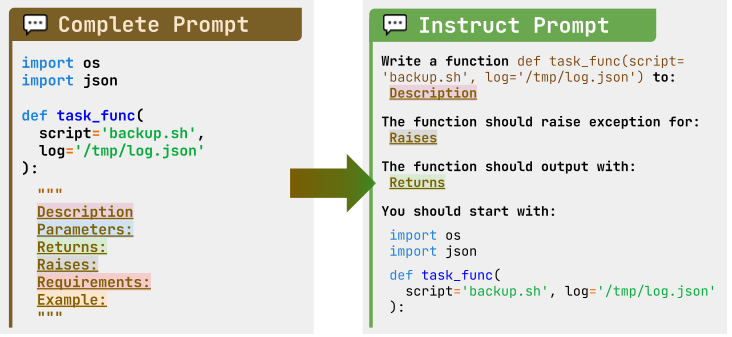 Complete Prompt
import os
import json
def task_func(
script='backup.sh',
log='/tmp/log.json'
):
"""
Description
Parameters:
Returns:
Raises:
Requirements:
Example:
"""
Instruct Prompt
Write a function def task_func(script=
'backup.sh', log='/tmp/log.json') to:
Description
The function should raise exception for:
Raises
The function should output with:
Returns
You should start with:
import os
import json
def task_func(
script='backup.sh', log='/tmp/log.json'
):